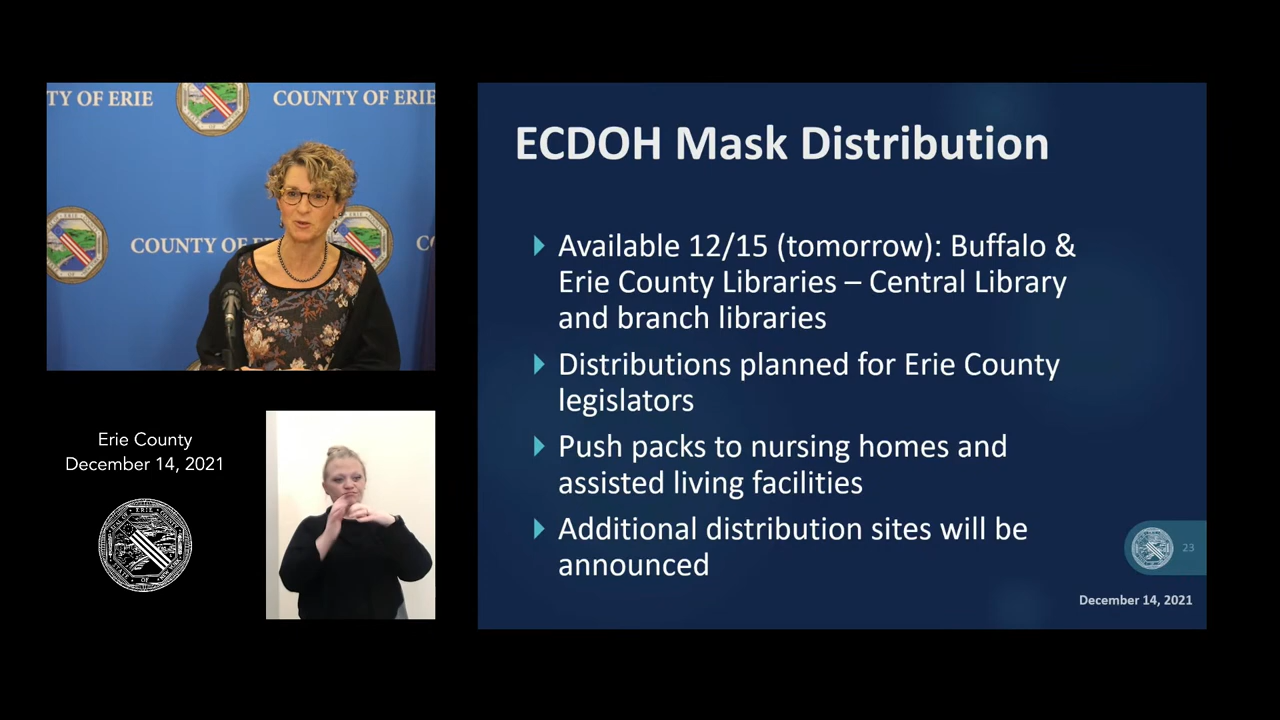 TY OF ERIE
COUNTY OF ERIE
COUNTY OF
Erie County
December 14, 2021
ECDOH Mask Distribution
Available 12/15 (tomorrow): Buffalo &
Erie County Libraries – Central Library
and branch libraries
Distributions planned for Erie County
legislators
Push packs to nursing homes and
assisted living facilities
Additional distribution sites will be
announced
23
December 14, 2021